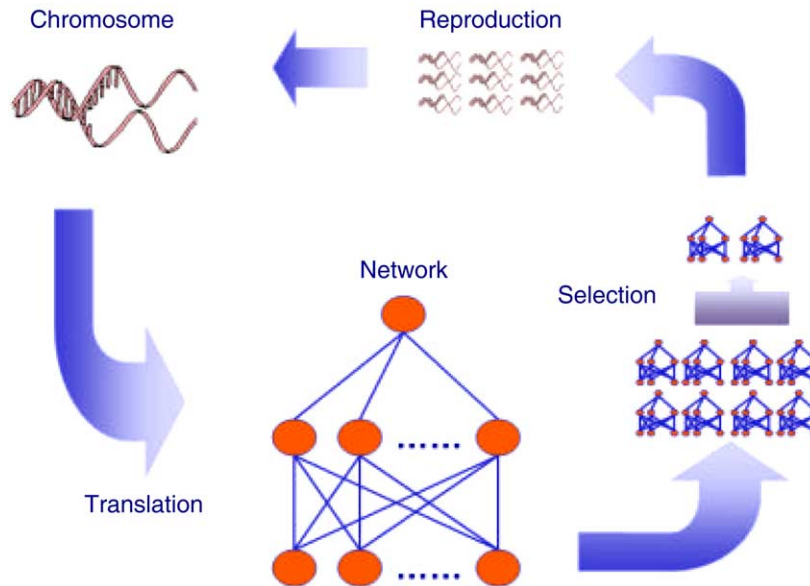 Chromosome
Reproduction
Network
Selection
Translation